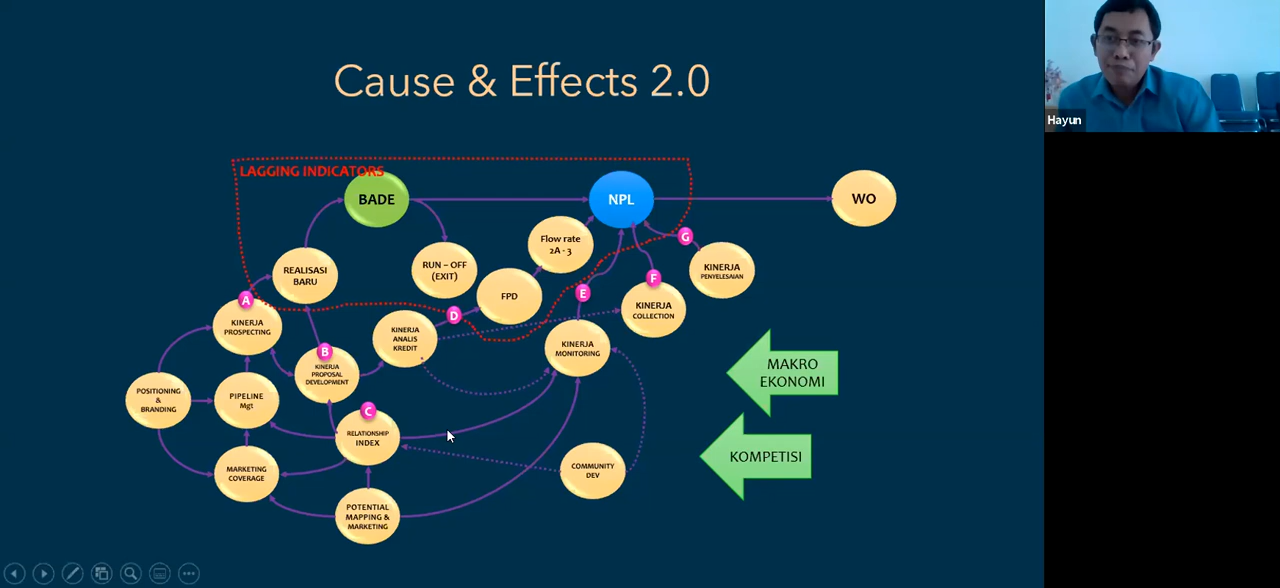 Cause & Effects 2.0
Hayun
LAGGING INDICATORS
BADE
NPL
WO
Flow rate
2A - 3
RUN – OFF
(EXIT)
REALISASI
BARU
FPD
G
KINERJA
PENYELESAIAN
F
E
A
D
KINERJA
COLLECTION
KINERJA
PROSPECTING
KINERJA
ANALIS
KREDIT
KINERJA
MONITORING
B
KINERJA
PROPOSAL
DEVELOPMENT
MAKRO
EKONOMI
POSITIONING
&
BRANDING
PIPELINE
Mgt
C
RELATIONSHIP
INDEX
KOMPETISI
MARKETING
COVERAGE
COMMUNITY
DEV
POTENTIAL
MAPPING &
MARKETING